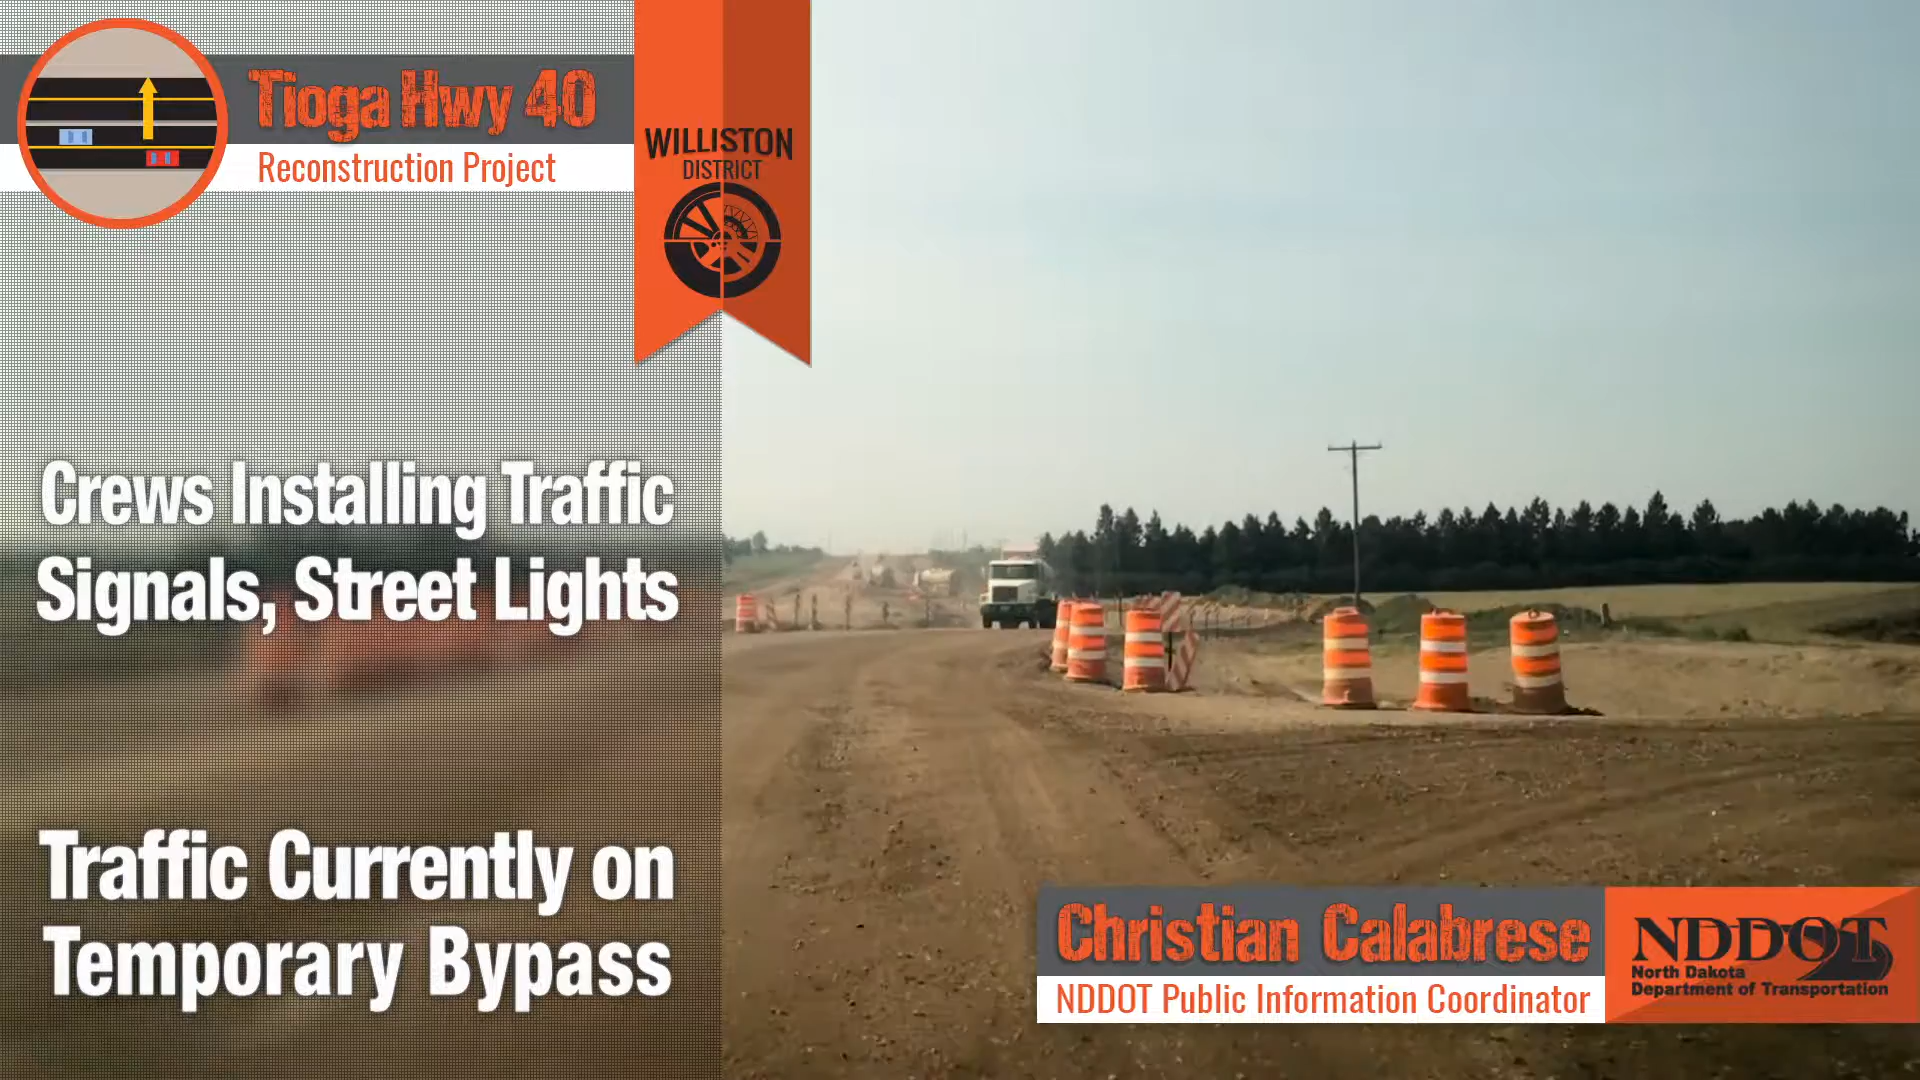 Tioga Hwy 40
Reconstruction Project
WILLISTON
DISTRICT
Crews Installing Traffic
Signals, Street Lights
Traffic Currently on
Temporary Bypass
Christian Calabrese
NDDOT Public Information Coordinator
NDDOT
North Dakota
Department of Transportation